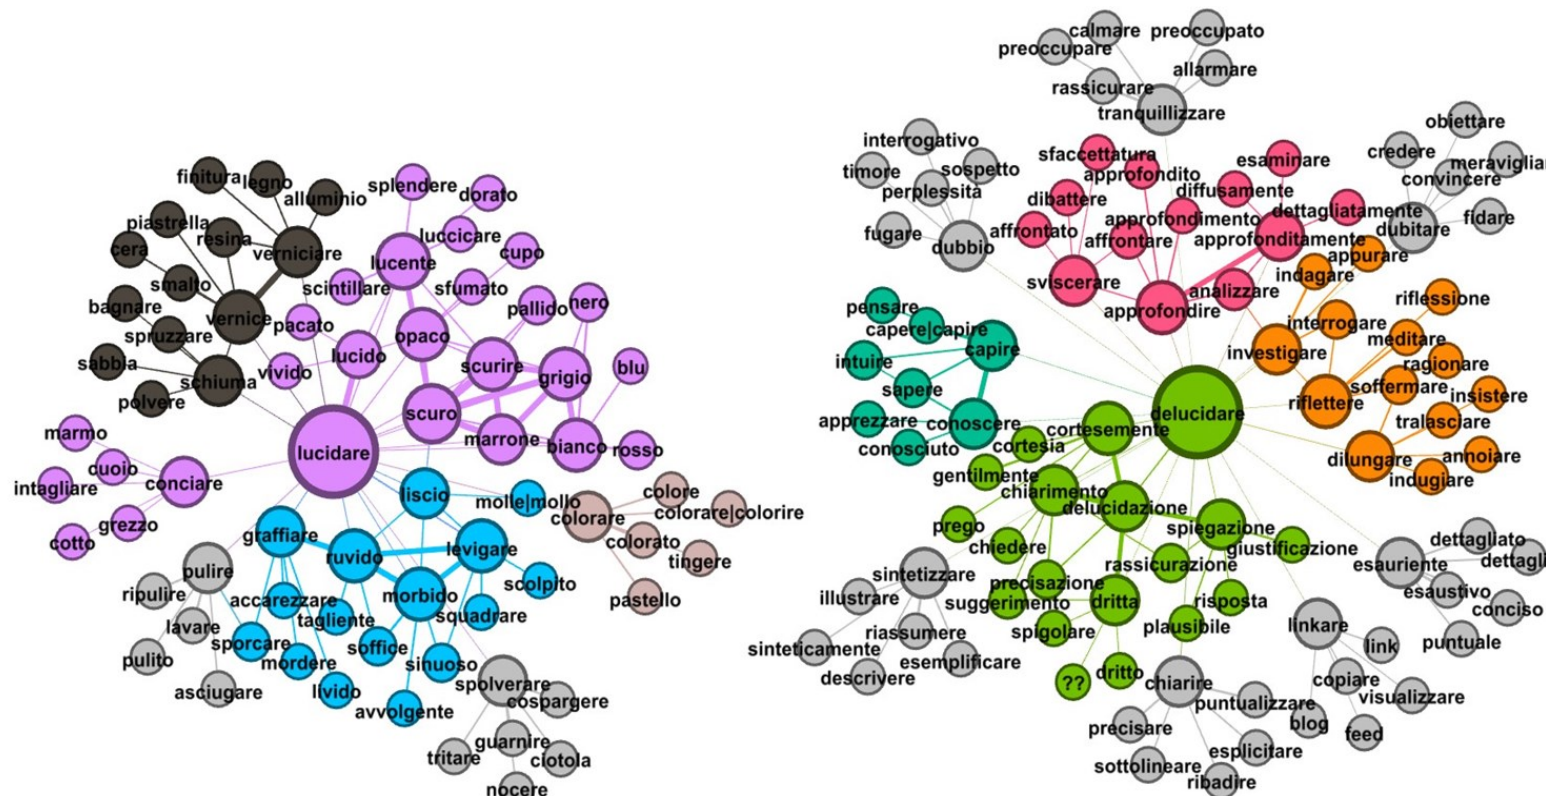 finitura
legno
alluminio
piastrella
resina
verniciare
cera
smalto
bagnare
vernice
spruzzare
sabbia
schiuma
polvere
splendere
dorato
luccicare
lucente
cupo
scintillare
sfumato
pacato
opaco
pallido
nero
lucido
vivido
scurire
grigio
blu
scuro
marrone
bianco
rosso
lucidare
marmo
cuoio
intagliare
conciare
grezzo
cotto
liscio
molle|mollo
graffiare
ruvido
levigare
morbido
scolpito
accarezzare
tagliente
squadrare
sporcare
mordere
soffice
sinuoso
livido
avvolgente
colorare
colore
colorare|colorire
colorato
tingere
pastello
pulire
ripulire
lavare
pulito
asciugare
spolverare
cospargere
guarnire
tritare
ciotola
nocere
calmare
preoccupato
preoccupare
allarmare
rassicurare
tranquillizzare
interrogativo
timore
sospetto
perplessità
fugare
dubbio
sfaccettatura
approfondito
esaminare
diffusamente
dibattere
dettagliatamente
approfondimento
affrontato
affrontare
approfonditamente
sviscerare
analizzare
approfondire
obiettare
credere
meraviglia
convincere
fidare
dubitare
appurare
indagare
riflessione
interrogare
meditare
investigare
ragionare
soffermare
insistere
riflettere
tralasciare
dilungare
annoiare
indugiare
pensare
capere|capire
capire
intuire
sapere
apprezzare
conoscere
conosciuto
delucidare
cortesemente
cortesia
gentilmente
chiarimento
delucidazione
prego
spiegazione
chiedere
giustificazione
rassicurazione
precisazione
suggerimento
dritta
risposta
spigolare
plausibile
??
dritto
sintetizzare
illustrare
riassumere
sinteticamente
esemplificare
descrivere
chiarire
puntualizzare
precisare
esplicitare
sottolineare
ribadire
linkare
link
copiare
visualizzare
blog
feed
dettagliato
esauriente
dettagli
esaustivo
conciso
puntuale